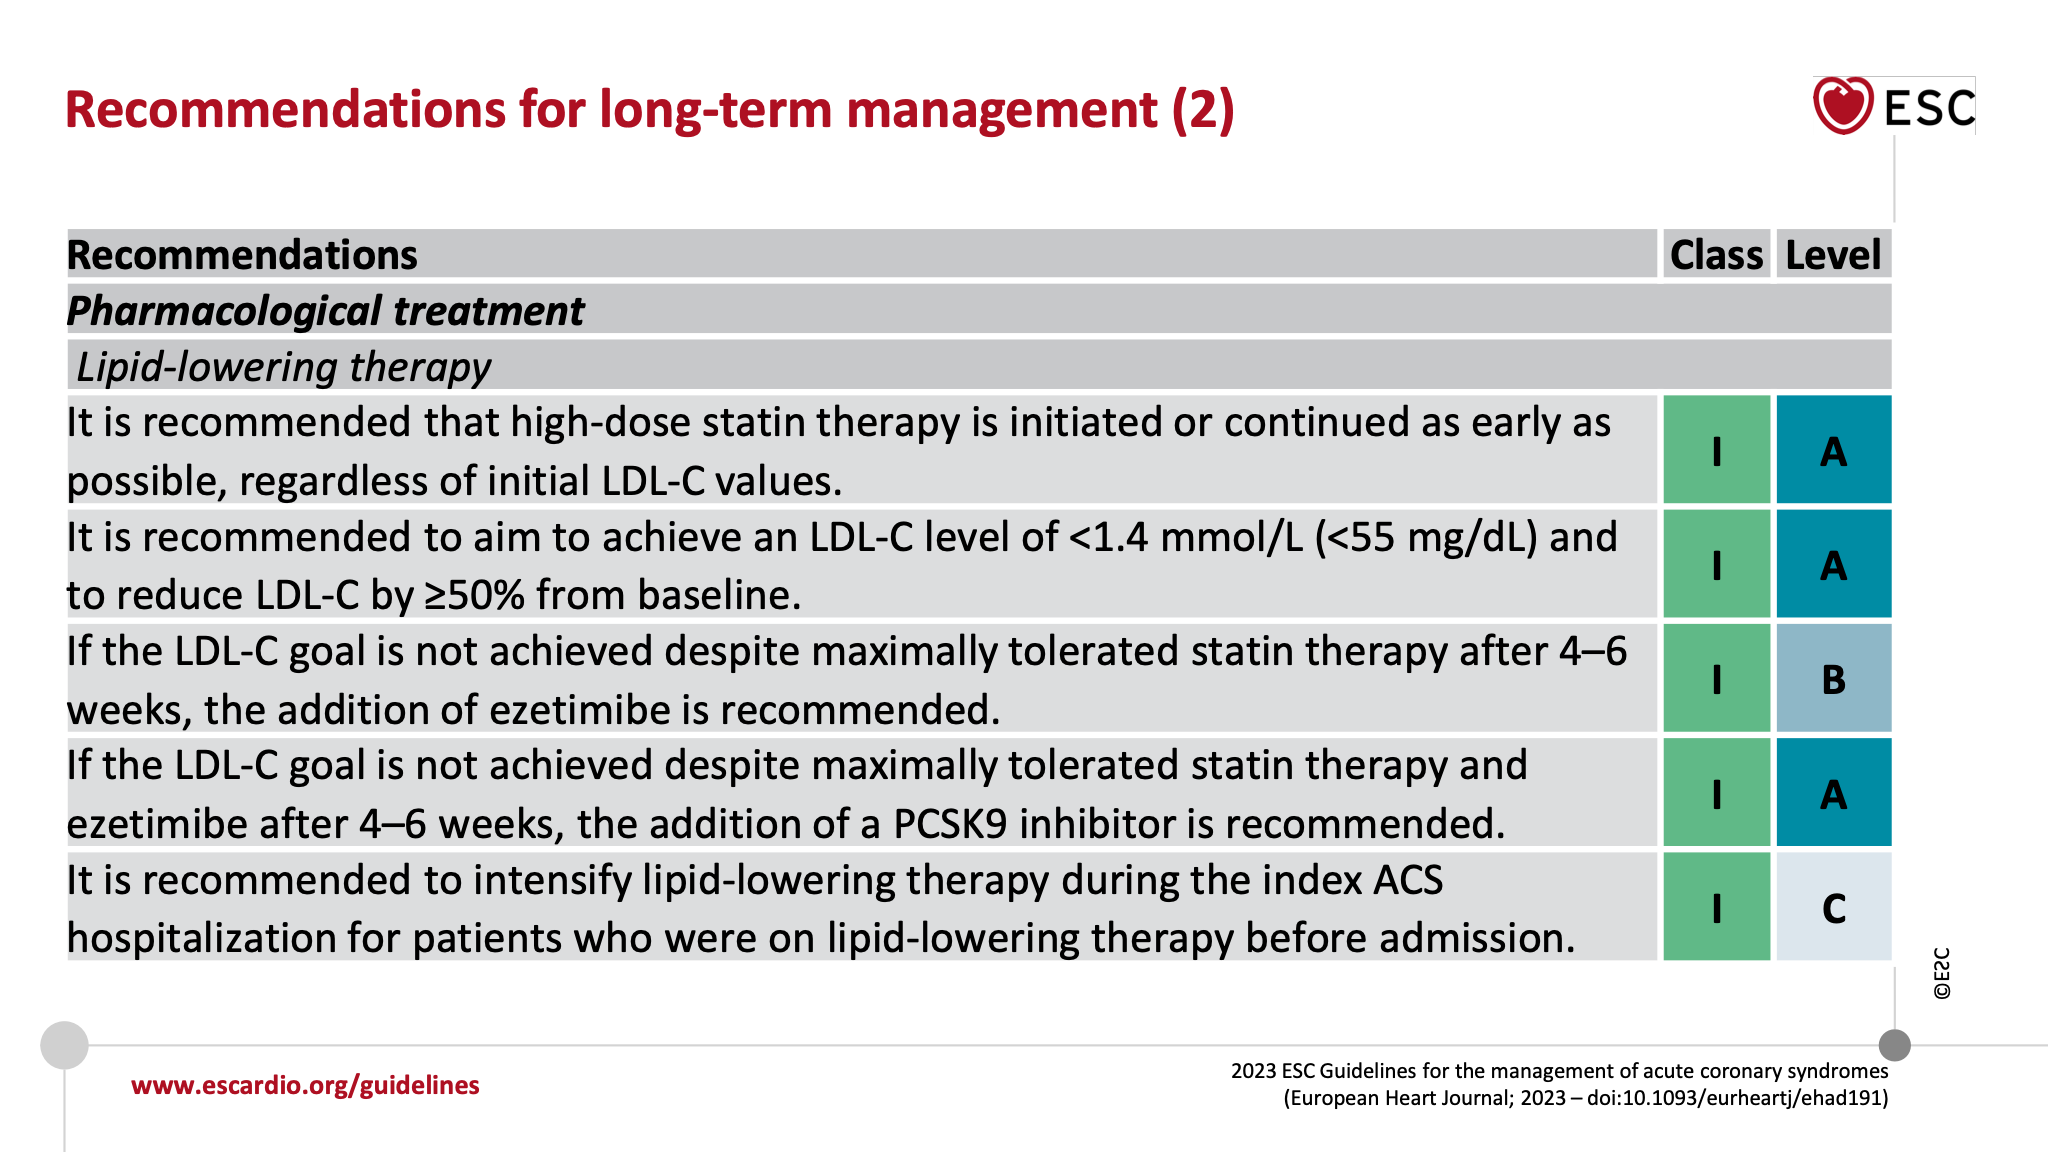 Recommendations for long-term management (2)
ESC
Recommendations Class Level
Pharmacological treatment
Lipid-lowering therapy
It is recommended that high-dose statin therapy is initiated or continued as early as
possible, regardless of initial LDL-C values.
I A
It is recommended to aim to achieve an LDL-C level of <1.4 mmol/L (<55 mg/dL) and
to reduce LDL-C by ≥50% from baseline.
I A
If the LDL-C goal is not achieved despite maximally tolerated statin therapy after 4–6
weeks, the addition of ezetimibe is recommended.
I B
If the LDL-C goal is not achieved despite maximally tolerated statin therapy and
ezetimibe after 4–6 weeks, the addition of a PCSK9 inhibitor is recommended.
I A
It is recommended to intensify lipid-lowering therapy during the index ACS
hospitalization for patients who were on lipid-lowering therapy before admission.
I C
©ESC
www.escardio.org/guidelines
2023 ESC Guidelines for the management of acute coronary syndromes
(European Heart Journal; 2023 – doi:10.1093/eurheartj/ehad191)